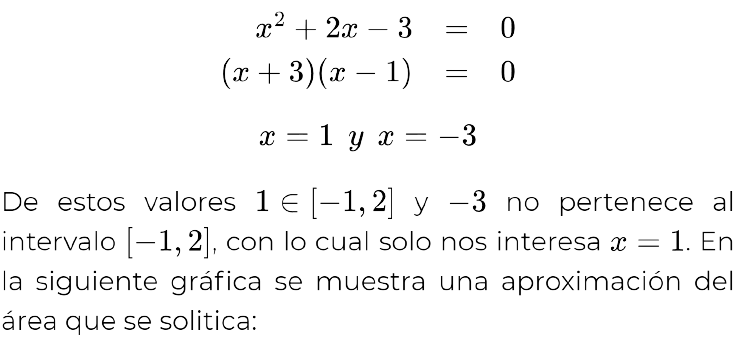 x² + 2x − 3 = 0
(x + 3)(x − 1) = 0
x = 1 y x = −3
De estos valores 1 ∈ [−1, 2] y −3 no pertenece al
intervalo [−1, 2], con lo cual solo nos interesa x = 1. En
la siguiente gráfica se muestra una aproximación del
área que se solitica: